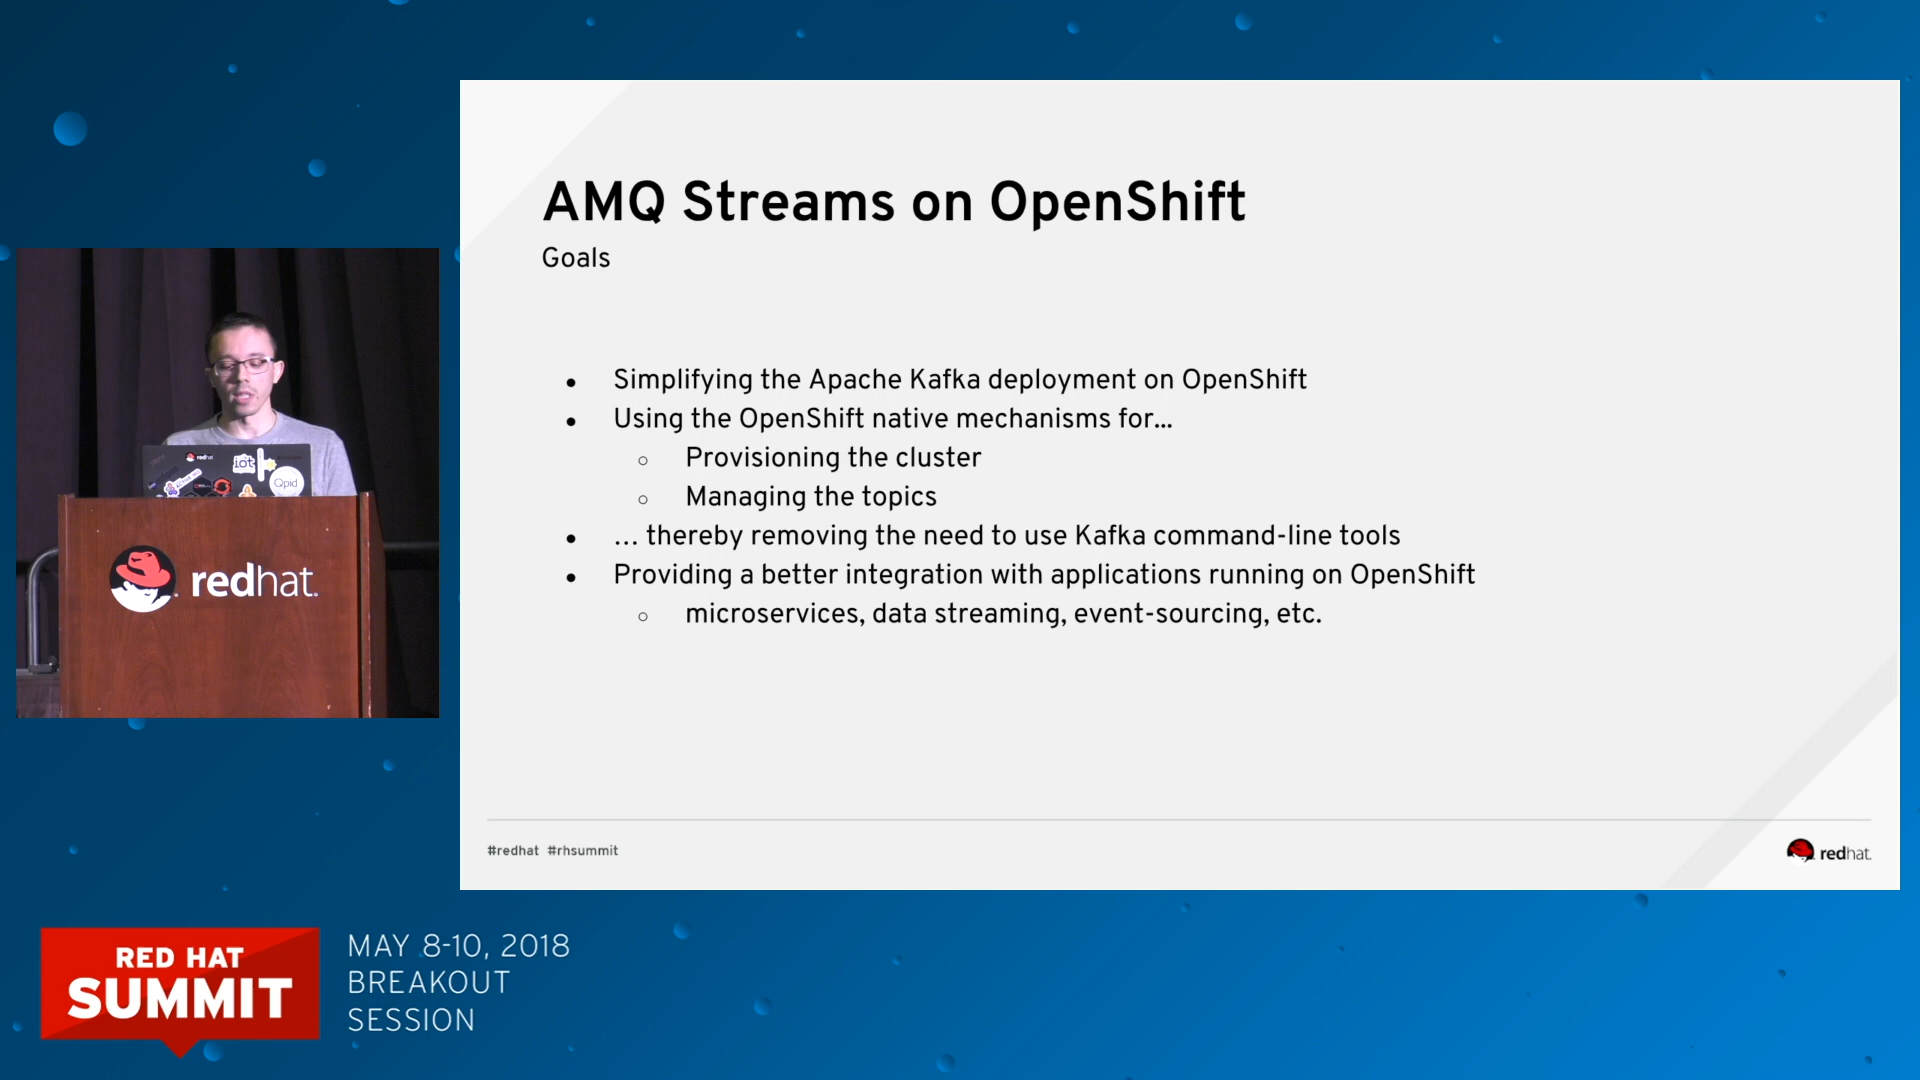 AMQ Streams on OpenShift
Goals
● Simplifying the Apache Kafka deployment on OpenShift
● Using the OpenShift native mechanisms for...
○ Provisioning the cluster
○ Managing the topics
● … thereby removing the need to use Kafka command-line tools
● Providing a better integration with applications running on OpenShift
○ microservices, data streaming, event-sourcing, etc.
#redhat #rhsummit
redhat.
redhat
iot
Qpid
redhat.
RED HAT
SUMMIT
MAY 8-10, 2018
BREAKOUT
SESSION